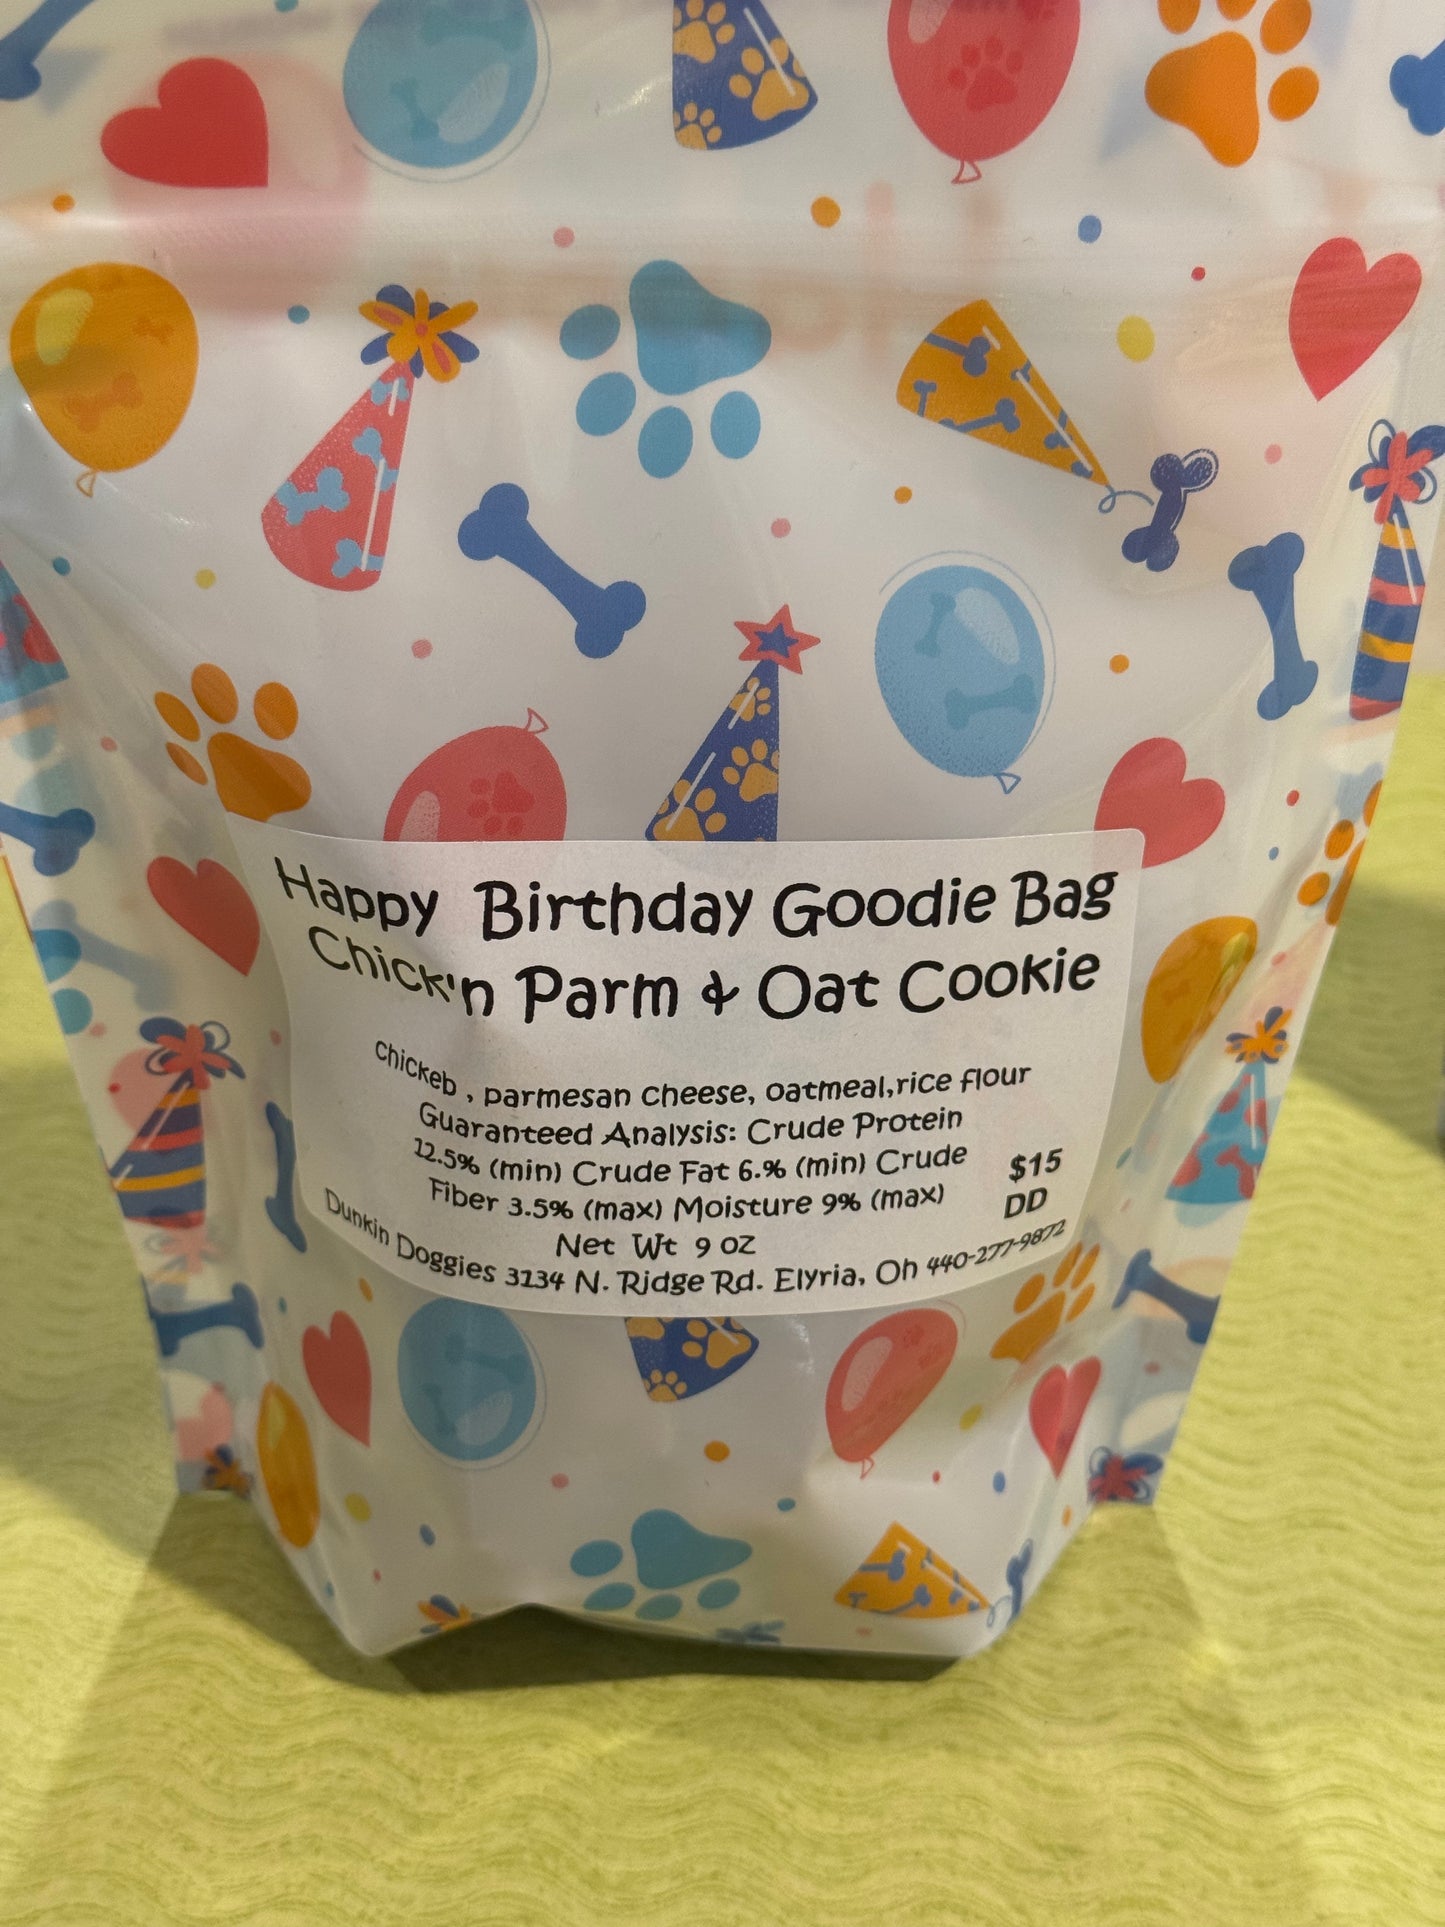 Happy Birthday Goodie Bag
Chick'n Parm & Oat Cookie
chickeb , parmesan cheese, oatmeal,rice flour
Guaranteed Analysis: Crude Protein
12.5% (min) Crude Fat 6.% (min) Crude
Fiber 3.5% (max) Moisture 9% (max)
$15
DD
Net Wt 9 oz
Dunkin Doggies 3134 N. Ridge Rd. Elyria, Oh 440-277-9872